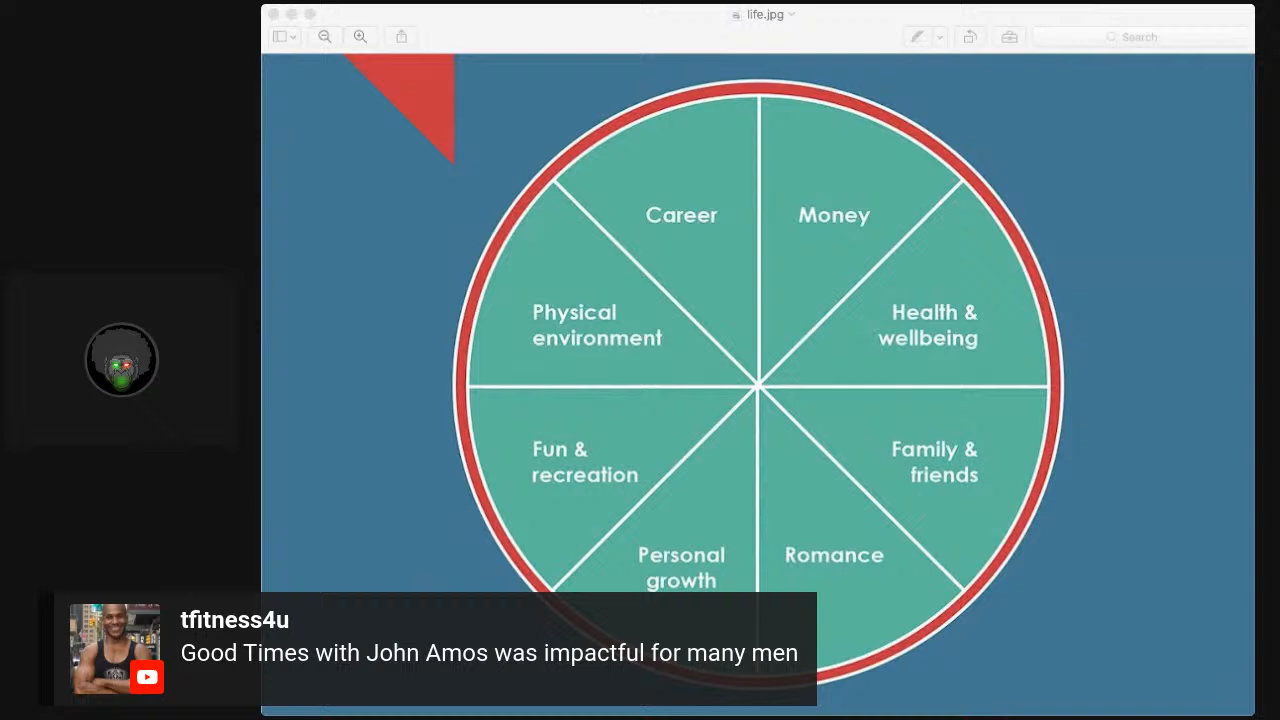 life.jpg
Search
Career
Money
Physical
environment
Health &
wellbeing
Fun &
recreation
Family &
friends
Personal
growth
Romance
tfitness4u
Good Times with John Amos was impactful for many men